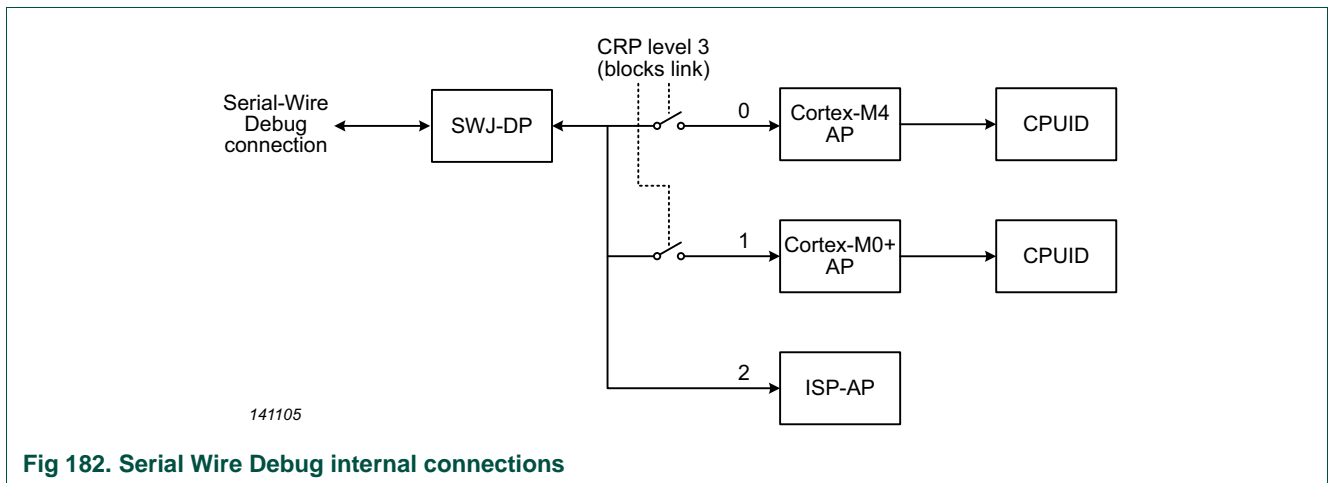 CRP level 3
(blocks link)
Serial-Wire
Debug
connection
SWJ-DP
0
Cortex-M4
AP
CPUID
1
Cortex-M0+
AP
CPUID
2
ISP-AP
141105
Fig 182. Serial Wire Debug internal connections